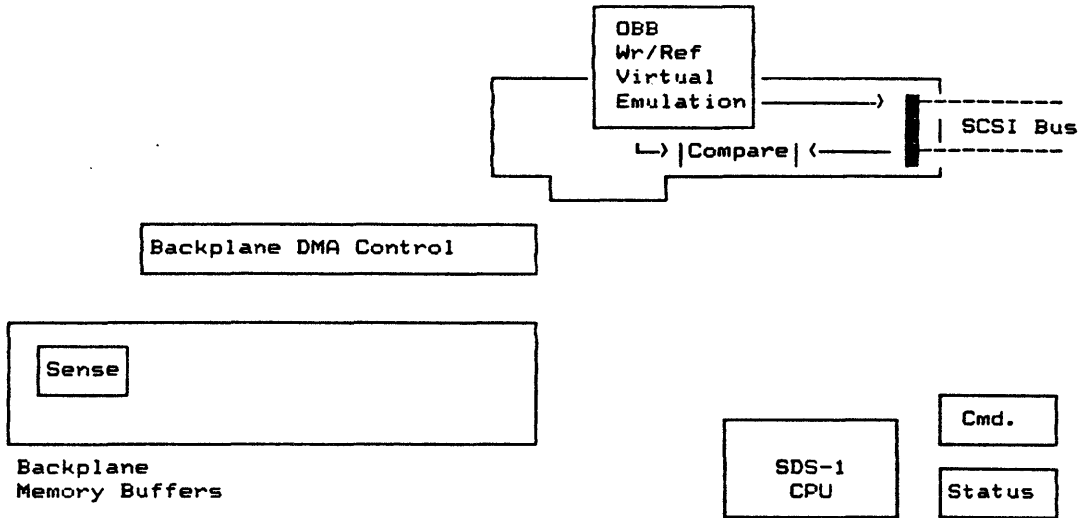 OBB
Wr/Ref
Virtual
Emulation
SCSI Bus
Compare
Backplane DMA Control
Sense
Cmd.
Backplane
Memory Buffers
SDS-1
CPU
Status